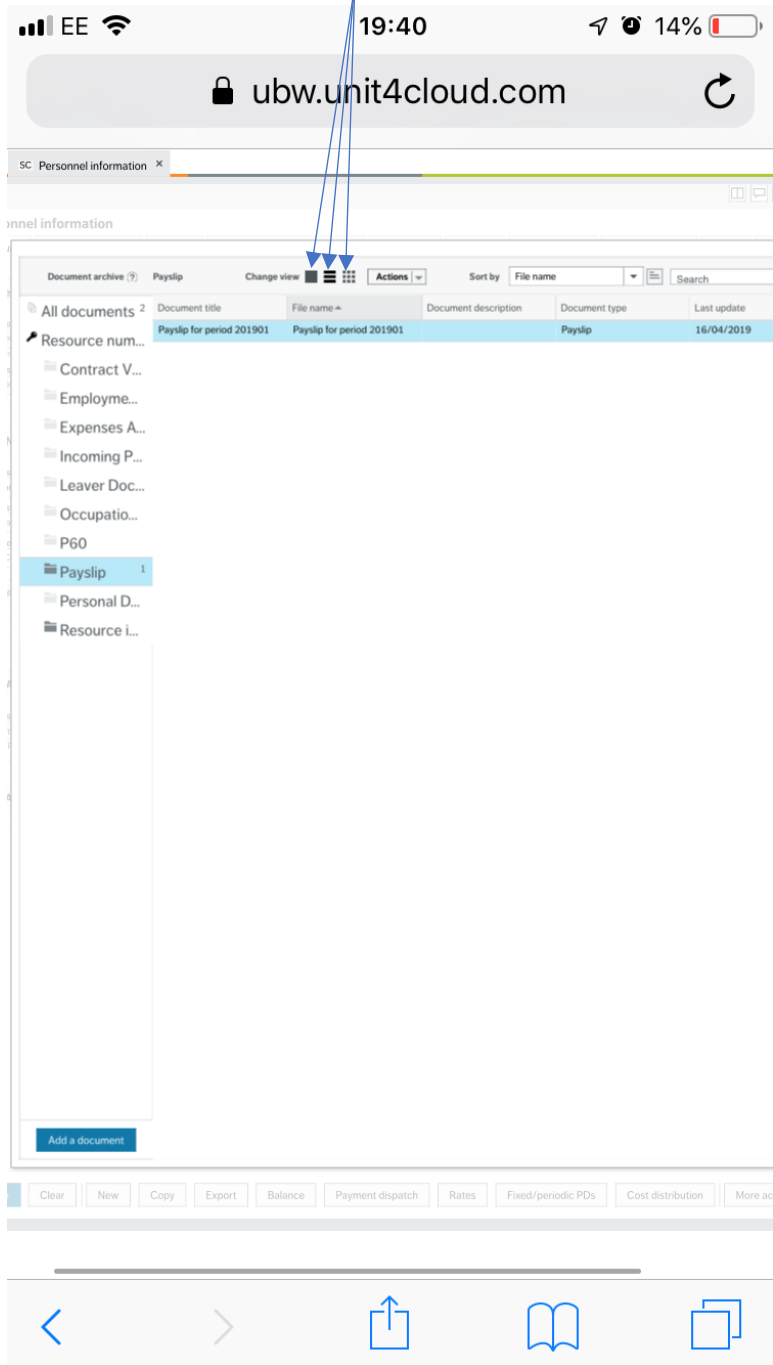 EE 19:40 14%
ubw.unit4cloud.com
SC Personnel information ×
nnel information
Document archive ? Payslip Change view Actions Sort by File name Search
All documents 2 Document title File name Document description Document type Last update
Payslip for period 201901 Payslip for period 201901 Payslip 16/04/2019
Resource num...
Contract V...
Employme...
Expenses A...
Incoming P...
Leaver Doc...
Occupatio...
P60
Payslip 1
Personal D...
Resource i...
Add a document
Clear New Copy Export Balance Payment dispatch Rates Fixed/periodic PDs Cost distribution More ac